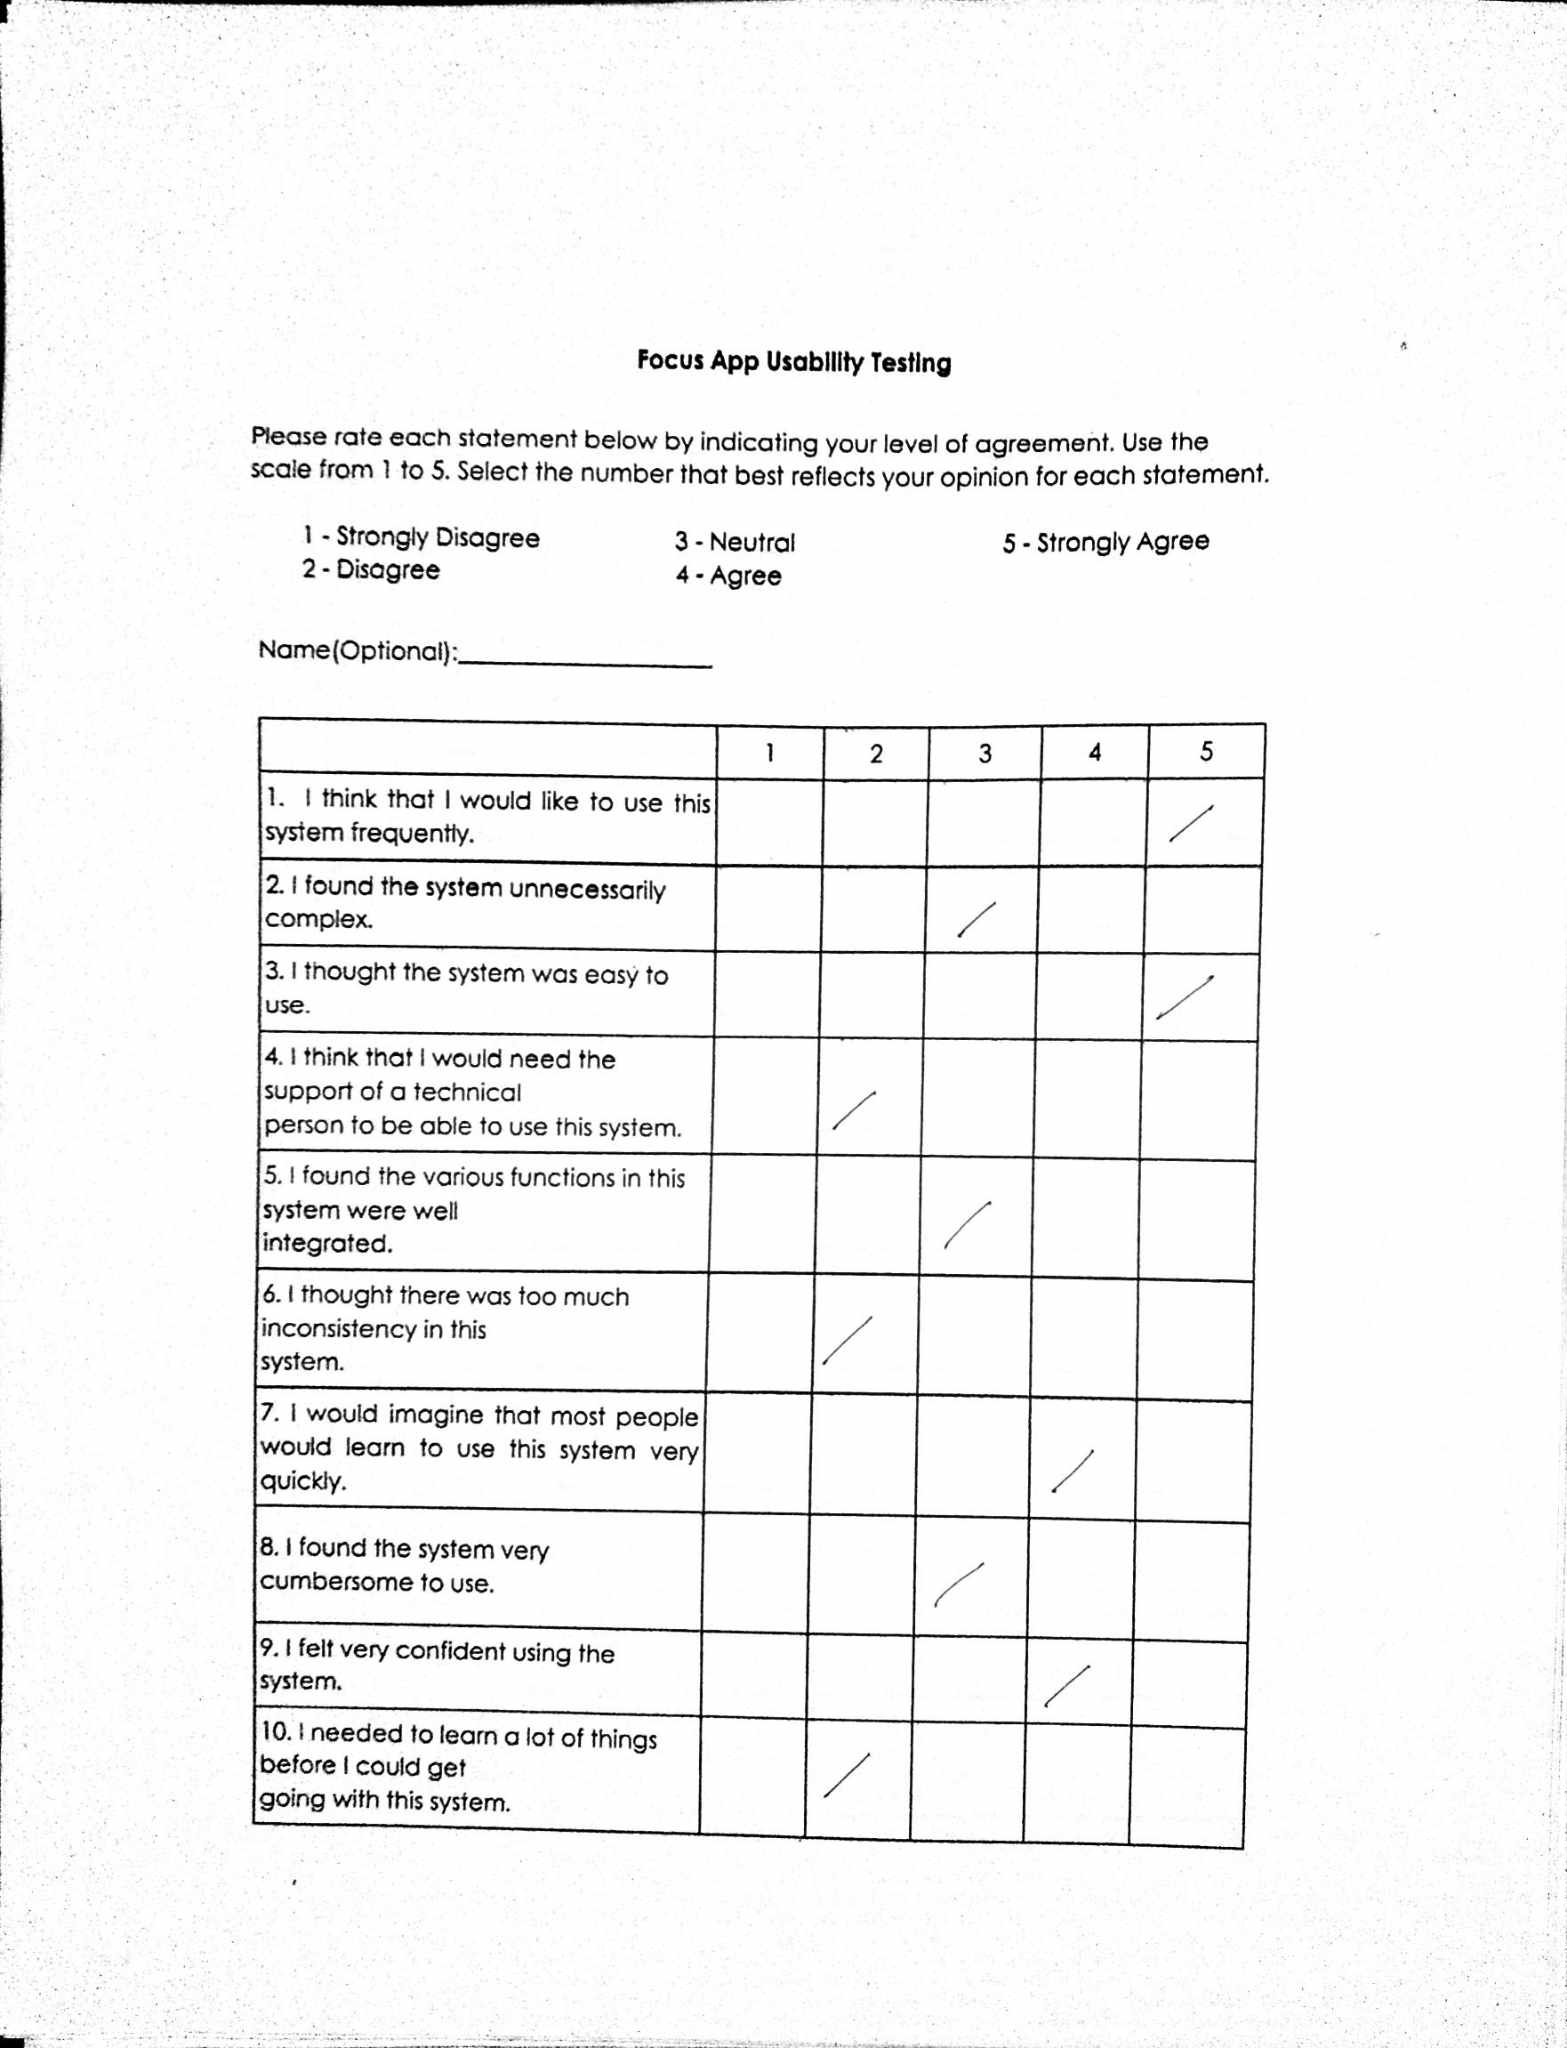 Focus App Usability Testing
Please rate each statement below by indicating your level of agreement. Use the
scale from 1 to 5. Select the number that best reflects your opinion for each statement.
1 - Strongly Disagree 3 - Neutral 5 - Strongly Agree
2 - Disagree 4 - Agree
Name(Optional):
1 2 3 4 5
1. I think that I would like to use this
system frequently.
2. I found the system unnecessarily
complex.
3. I thought the system was easy to
use.
4. I think that I would need the
support of a technical
person to be able to use this system.
5. I found the various functions in this
system were well
integrated.
6. I thought there was too much
inconsistency in this
system.
7. I would imagine that most people
would learn to use this system very
quickly.
8. I found the system very
cumbersome to use.
9. I felt very confident using the
system.
10. I needed to learn a lot of things
before I could get
going with this system.